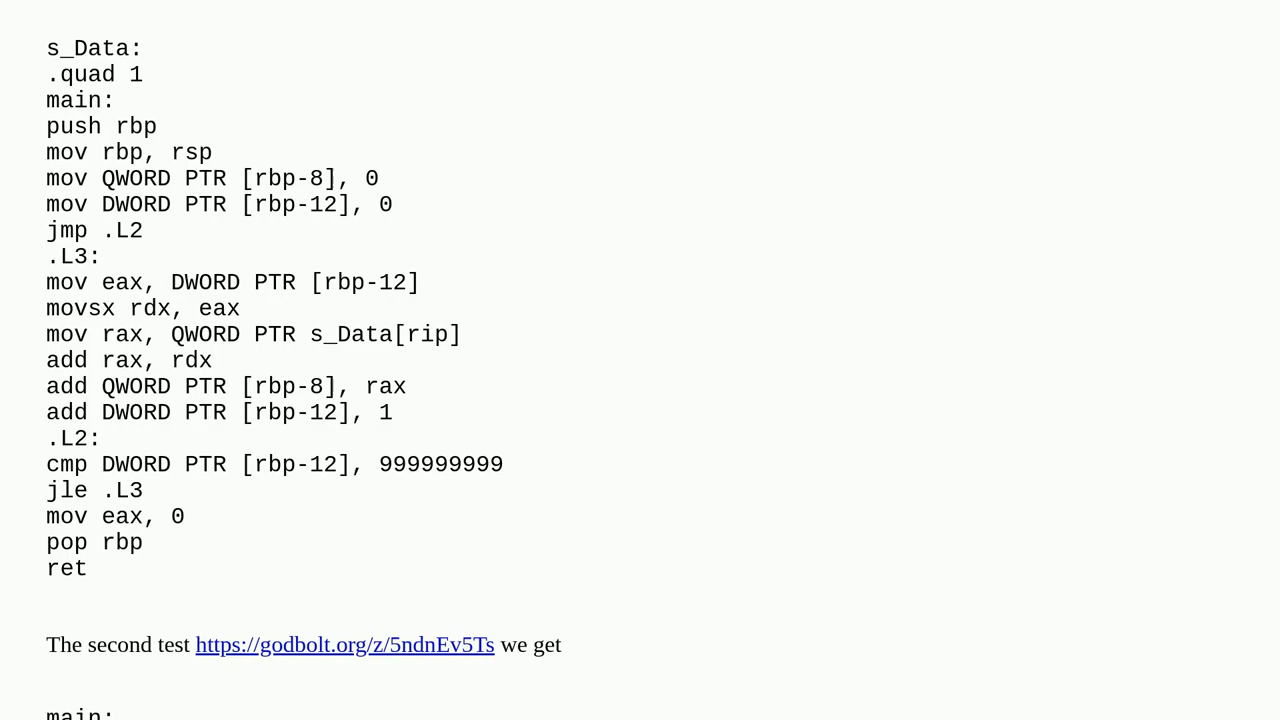 s_Data:
.quad 1
main:
push rbp
mov rbp, rsp
mov QWORD PTR [rbp-8], 0
mov DWORD PTR [rbp-12], 0
jmp .L2
.L3:
mov eax, DWORD PTR [rbp-12]
movsx rdx, eax
mov rax, QWORD PTR s_Data[rip]
add rax, rdx
add QWORD PTR [rbp-8], rax
add DWORD PTR [rbp-12], 1
.L2:
cmp DWORD PTR [rbp-12], 999999999
jle .L3
mov eax, 0
pop rbp
ret
The second test https://godbolt.org/z/5ndnEv5Ts we get
main: